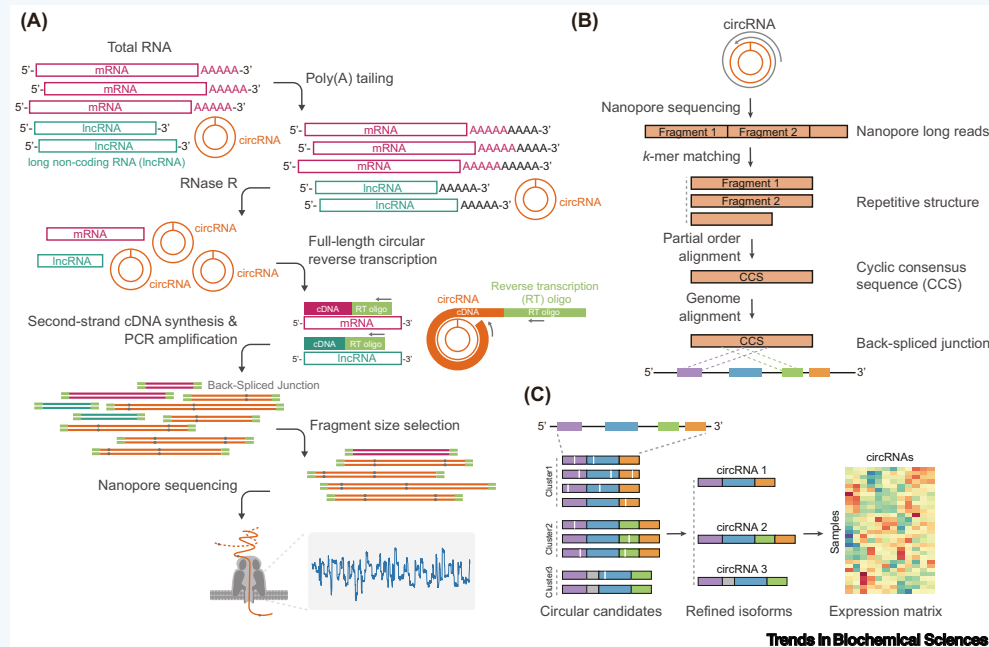 (A)
Total RNA
5'- mRNA AAAAA-3'
5'- mRNA AAAAA-3'
5'- mRNA AAAAA-3'
5'- lncRNA -3'
5'- lncRNA -3'
circRNA
long non-coding RNA (lncRNA)
Poly(A) tailing
5'- mRNA AAAAAAAAA-3'
5'- mRNA AAAAAAAAA-3'
5'- mRNA AAAAAAAAA-3'
5'- lncRNA AAAAA-3'
5'- lncRNA AAAAA-3'
circRNA
RNase R
mRNA
lncRNA
circRNA
circRNA
circRNA
Full-length circular
reverse transcription
cDNA RT oligo
5'- mRNA -3'
cDNA RT oligo
5'- lncRNA -3'
circRNA
cDNA
Reverse transcription
(RT) oligo
RT oligo
Second-strand cDNA synthesis &
PCR amplification
Back-Spliced Junction
Fragment size selection
Nanopore sequencing
(B)
circRNA
Nanopore sequencing
Fragment 1 Fragment 2
Nanopore long reads
k-mer matching
Fragment 1
Fragment 2
Repetitive structure
Partial order
alignment
CCS
Cyclic consensus
sequence (CCS)
Genome
alignment
CCS
Back-spliced junction
5' 3'
(C)
5' 3'
Cluster1
Cluster2
Cluster3
Circular candidates
circRNA 1
circRNA 2
circRNA 3
Refined isoforms
circRNAs
Samples
Expression matrix
Trends in Biochemical Sciences